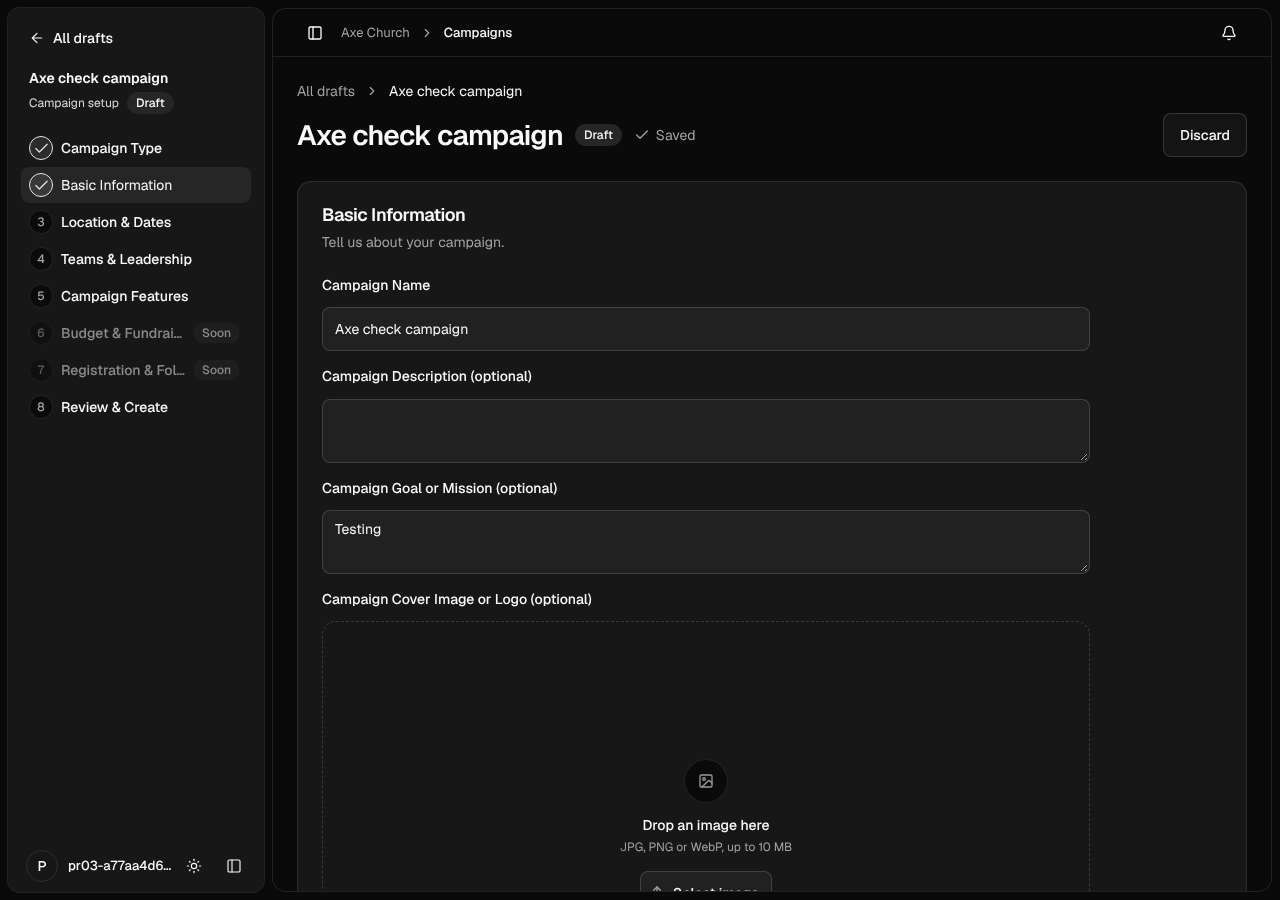 All drafts
Axe check campaign
Campaign setup Draft
Campaign Type
Basic Information
3 Location & Dates
4 Teams & Leadership
5 Campaign Features
6 Budget & Fundrai... Soon
7 Registration & Fol... Soon
8 Review & Create
P pr03-a77aa4d6...
Axe Church > Campaigns
All drafts > Axe check campaign
Axe check campaign Draft Saved
Discard
Basic Information
Tell us about your campaign.
Campaign Name
Axe check campaign
Campaign Description (optional)
Campaign Goal or Mission (optional)
Testing
Campaign Cover Image or Logo (optional)
Drop an image here
JPG, PNG or WebP, up to 10 MB
Select image